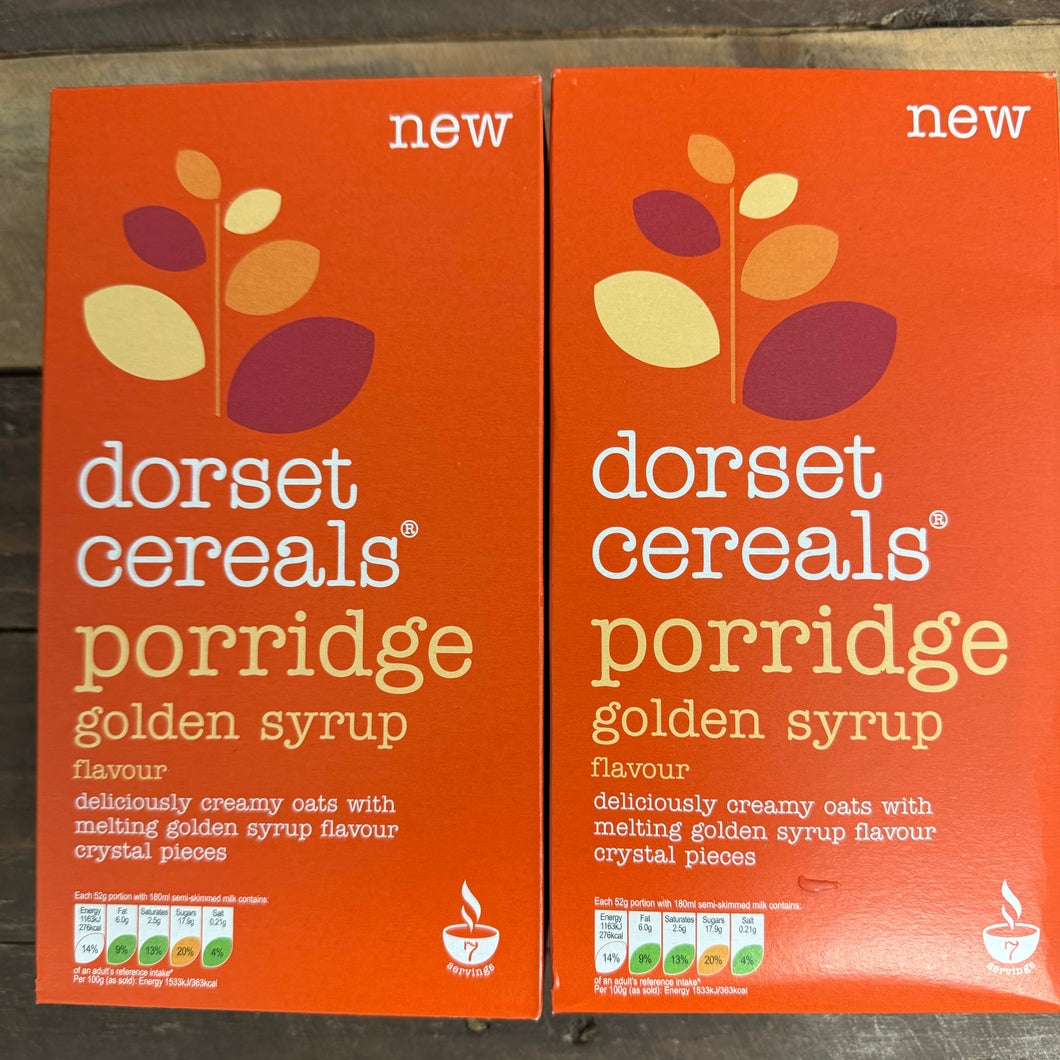 new
dorset
cereals®
porridge
golden syrup
flavour
deliciously creamy oats with
melting golden syrup flavour
crystal pieces
Each 52g portion with 180ml semi-skimmed milk contains:
Energy Fat Saturates Sugars Salt
1163kJ 6.0g 2.5g 17.9g 0.21g
276kcal
14% 9% 13% 20% 4%
of an adult's reference intake*
Per 100g (as sold): Energy 1533kJ/363kcal
7
servings
new
dorset
cereals®
porridge
golden syrup
flavour
deliciously creamy oats with
melting golden syrup flavour
crystal pieces
Each 52g portion with 180ml semi-skimmed milk contains:
Energy Fat Saturates Sugars Salt
1163kJ 6.0g 2.5g 17.9g 0.21g
276kcal
14% 9% 13% 20% 4%
of an adult's reference intake*
Per 100g (as sold): Energy 1533kJ/363kcal
7
servings